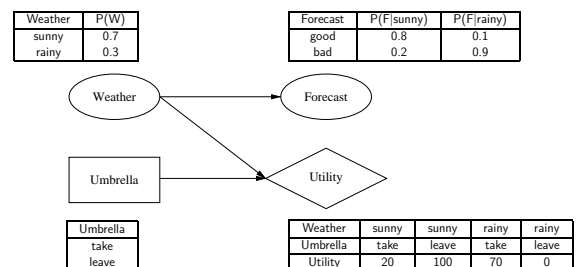 Weather P(W)
sunny 0.7
rainy 0.3
Forecast P(F|sunny) P(F|rainy)
good 0.8 0.1
bad 0.2 0.9
Weather
Forecast
Umbrella
Utility
Umbrella
take
leave
Weather sunny sunny rainy rainy
Umbrella take leave take leave
Utility 20 100 70 0